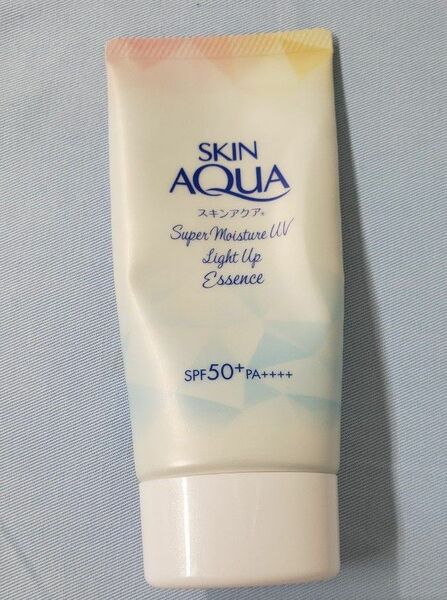 SKIN
AQUA
スキンアクア®
Super Moisture UV
Light Up
Essence
SPF50+ PA++++